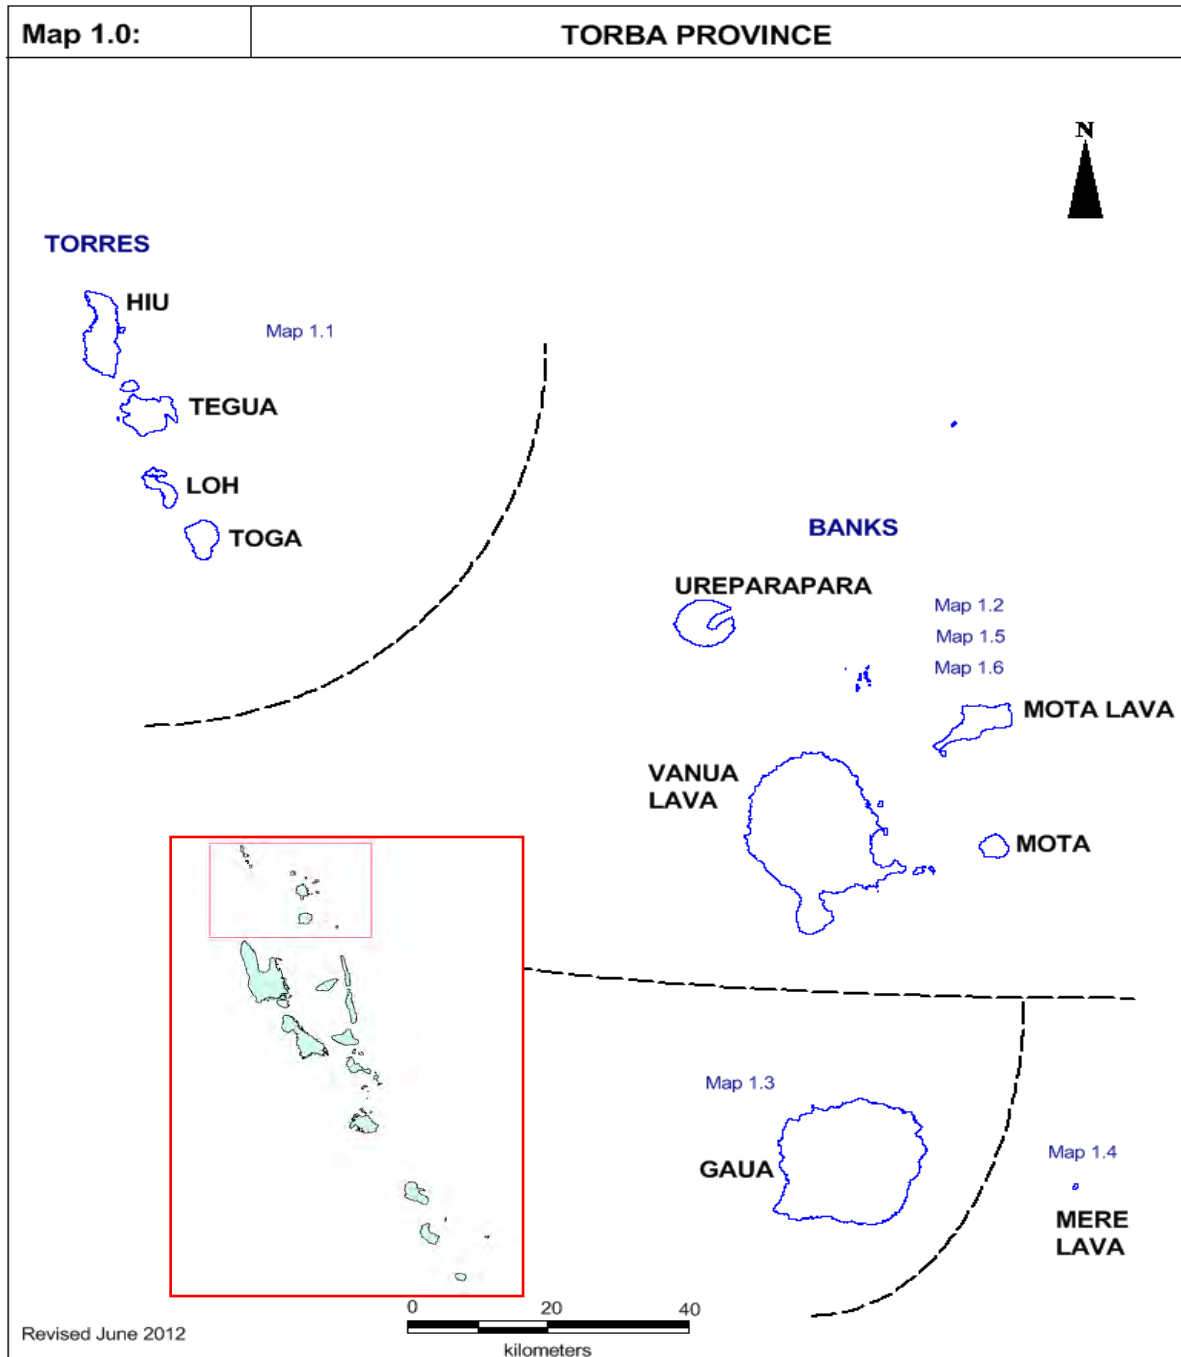 Map 1.0:
TORBA PROVINCE
N
TORRES
HIU
Map 1.1
TEGUA
LOH
TOGA
BANKS
UREPARAPARA
Map 1.2
Map 1.5
Map 1.6
MOTA LAVA
VANUA
LAVA
MOTA
Map 1.3
GAUA
Map 1.4
MERE
LAVA
0 20 40
kilometers
Revised June 2012